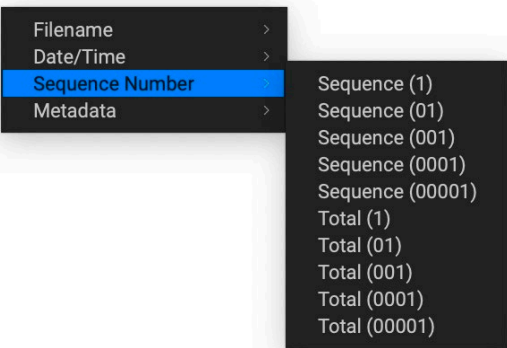 Filename
Date/Time
Sequence Number
Metadata
Sequence (1)
Sequence (01)
Sequence (001)
Sequence (0001)
Sequence (00001)
Total (1)
Total (01)
Total (001)
Total (0001)
Total (00001)